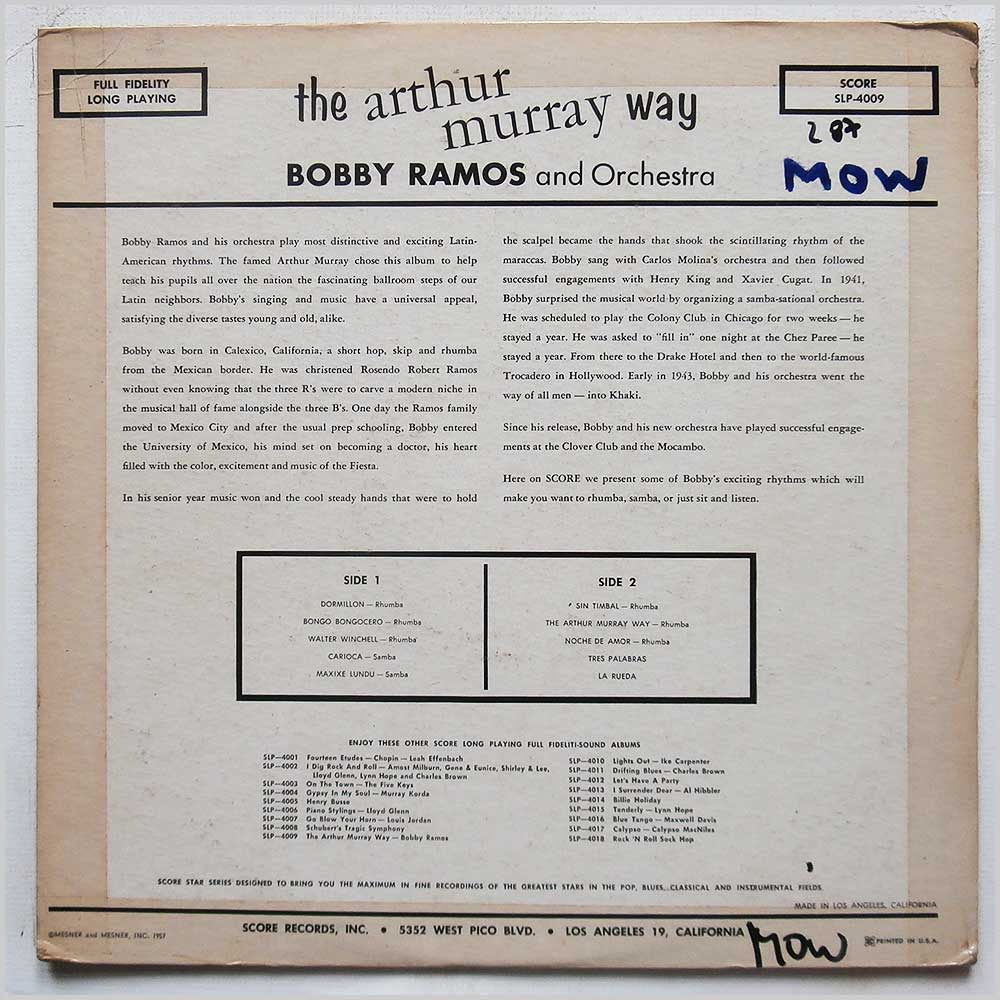 FULL FIDELITY
LONG PLAYING
the arthur murray way
BOBBY RAMOS and Orchestra
SCORE
SLP-4009
287
MOW
Bobby Ramos and his orchestra play most distinctive and exciting Latin-
American rhythms. The famed Arthur Murray chose this album to help
teach his pupils all over the nation the fascinating ballroom steps of our
Latin neighbors. Bobby's singing and music have a universal appeal,
satisfying the diverse tastes young and old, alike.
Bobby was born in Calexico, California, a short hop, skip and rhumba
from the Mexican border. He was christened Rosendo Robert Ramos
without even knowing that the three R's were to carve a modern niche in
the musical hall of fame alongside the three B's. One day the Ramos family
moved to Mexico City and after the usual prep schooling, Bobby entered
the University of Mexico, his mind set on becoming a doctor, his heart
filled with the color, excitement and music of the Fiesta.
In his senior year music won and the cool steady hands that were to hold
the scalpel became the hands that shook the scintillating rhythm of the
maraccas. Bobby sang with Carlos Molina's orchestra and then followed
successful engagements with Henry King and Xavier Cugat. In 1941,
Bobby surprised the musical world by organizing a samba-sational orchestra.
He was scheduled to play the Colony Club in Chicago for two weeks — he
stayed a year. He was asked to "fill in" one night at the Chez Paree — he
stayed a year. From there to the Drake Hotel and then to the world-famous
Trocadero in Hollywood. Early in 1943, Bobby and his orchestra went the
way of all men — into Khaki.
Since his release, Bobby and his new orchestra have played successful engage-
ments at the Clover Club and the Mocambo.
Here on SCORE we present some of Bobby's exciting rhythms which will
make you want to rhumba, samba, or just sit and listen.
SIDE 1
DORMILLON — Rhumba
BONGO BONGOCERO — Rhumba
WALTER WINCHELL — Rhumba
CARIOCA — Samba
MAXIXE LUNDU — Samba
SIDE 2
SIN TIMBAL — Rhumba
THE ARTHUR MURRAY WAY — Rhumba
NOCHE DE AMOR — Rhumba
TRES PALABRAS
LA RUEDA
ENJOY THESE OTHER SCORE LONG PLAYING FULL FIDELITI-SOUND ALBUMS
SLP—4001 Fourteen Etudes — Chopin — Leah Effenbach
SLP—4002 I Dig Rock And Roll — Amost Milburn, Gene & Eunice, Shirley & Lee,
Lloyd Glenn, Lynn Hope and Charles Brown
SLP—4003 On The Town — The Five Keys
SLP—4004 Gypsy In My Soul — Murray Korda
SLP—4005 Henry Busse
SLP—4006 Piano Stylings — Lloyd Glenn
SLP—4007 Go Blow Your Horn — Louis Jordan
SLP—4008 Schubert's Tragic Symphony
SLP—4009 The Arthur Murray Way — Bobby Ramos
SLP—4010 Lights Out — Ike Carpenter
SLP—4011 Drifting Blues — Charles Brown
SLP—4012 Let's Have A Party
SLP—4013 I Surrender Dear — Al Hibbler
SLP—4014 Billie Holiday
SLP—4015 Tenderly — Lynn Hope
SLP—4016 Blue Tango — Maxwell Davis
SLP—4017 Calypso — Calypso MacNiles
SLP—4018 Rock 'N Roll Sock Hop
SCORE STAR SERIES DESIGNED TO BRING YOU THE MAXIMUM IN FINE RECORDINGS OF THE GREATEST STARS IN THE POP, BLUES, CLASSICAL AND INSTRUMENTAL FIELDS.
MADE IN LOS ANGELES, CALIFORNIA
©MESNER and MESNER, INC. 1957
SCORE RECORDS, INC. • 5352 WEST PICO BLVD. • LOS ANGELES 19, CALIFORNIA
MOW
PRINTED IN U.S.A.